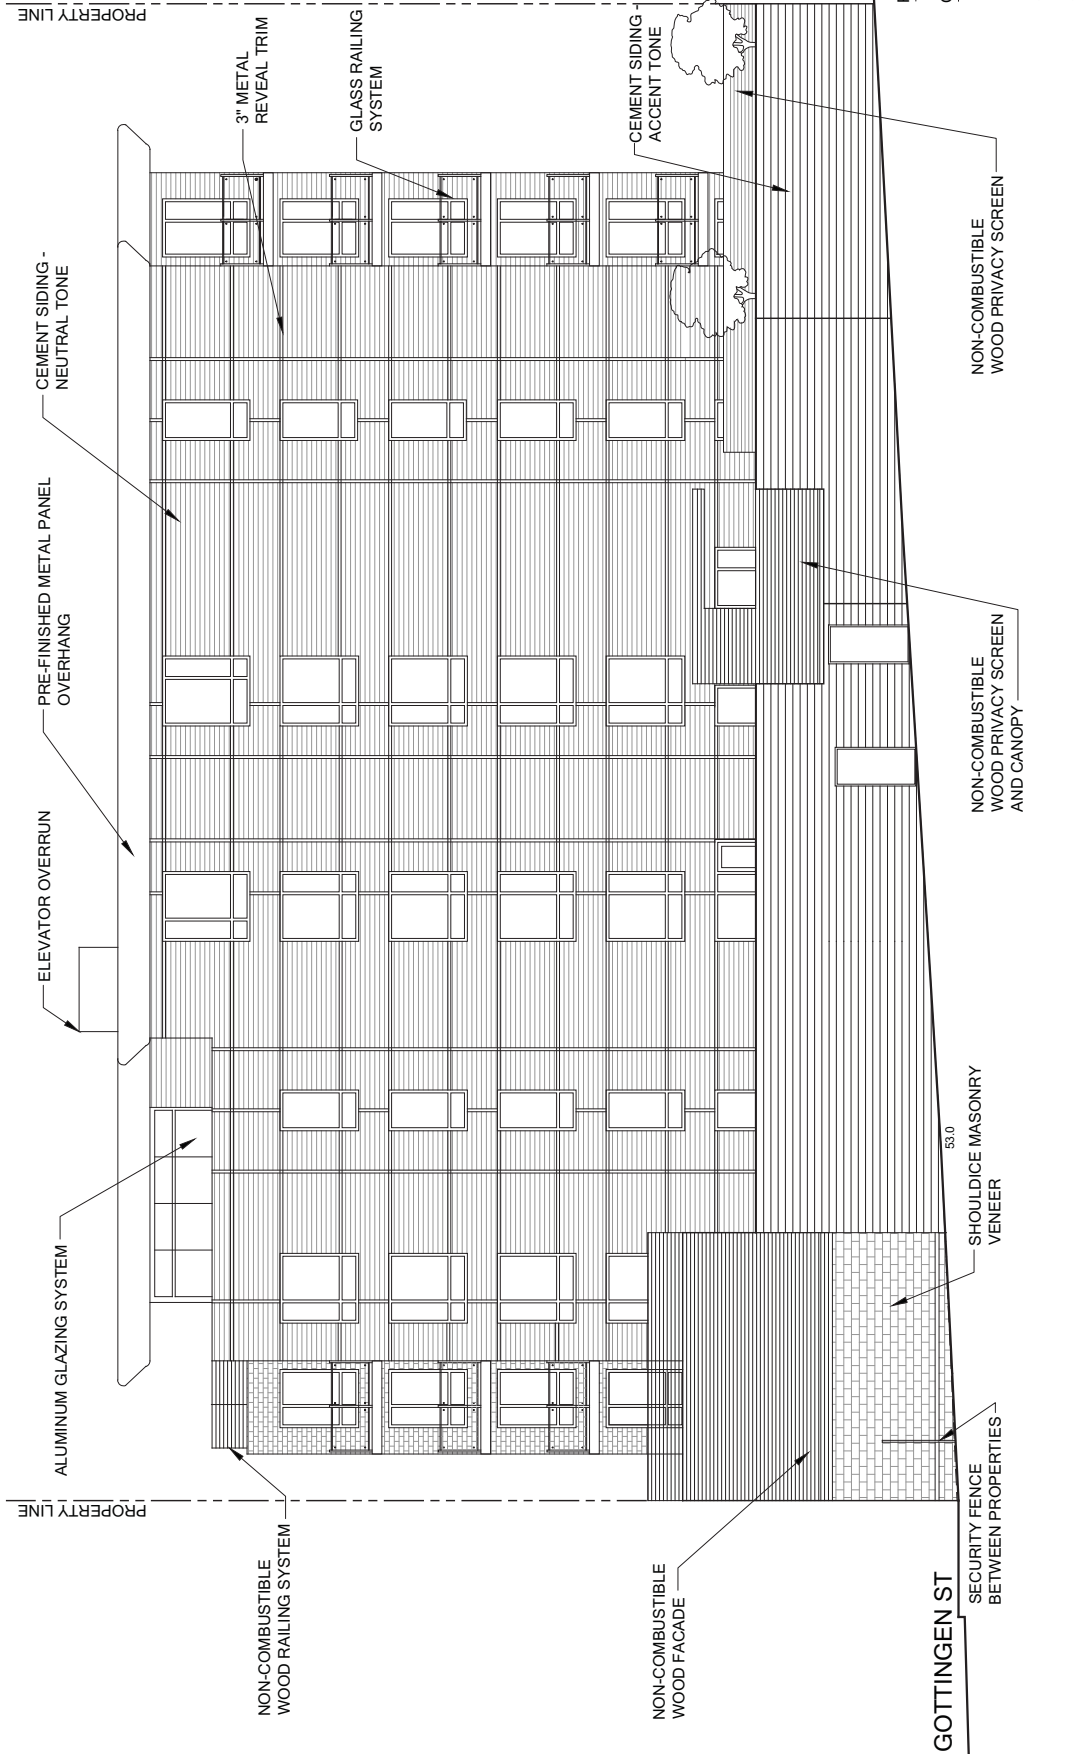 PROPERTY LINE
NON-COMBUSTIBLE
WOOD RAILING SYSTEM
ALUMINUM GLAZING SYSTEM
ELEVATOR OVERRUN
PRE-FINISHED METAL PANEL
OVERHANG
CEMENT SIDING -
NEUTRAL TONE
3" METAL
REVEAL TRIM
GLASS RAILING
SYSTEM
CEMENT SIDING -
ACCENT TONE
PROPERTY LINE
NON-COMBUSTIBLE
WOOD FACADE
GOTTINGEN ST
SECURITY FENCE
BETWEEN PROPERTIES
53.0
SHOULDICE MASONRY
VENEER
NON-COMBUSTIBLE
WOOD PRIVACY SCREEN
AND CANOPY
NON-COMBUSTIBLE
WOOD PRIVACY SCREEN